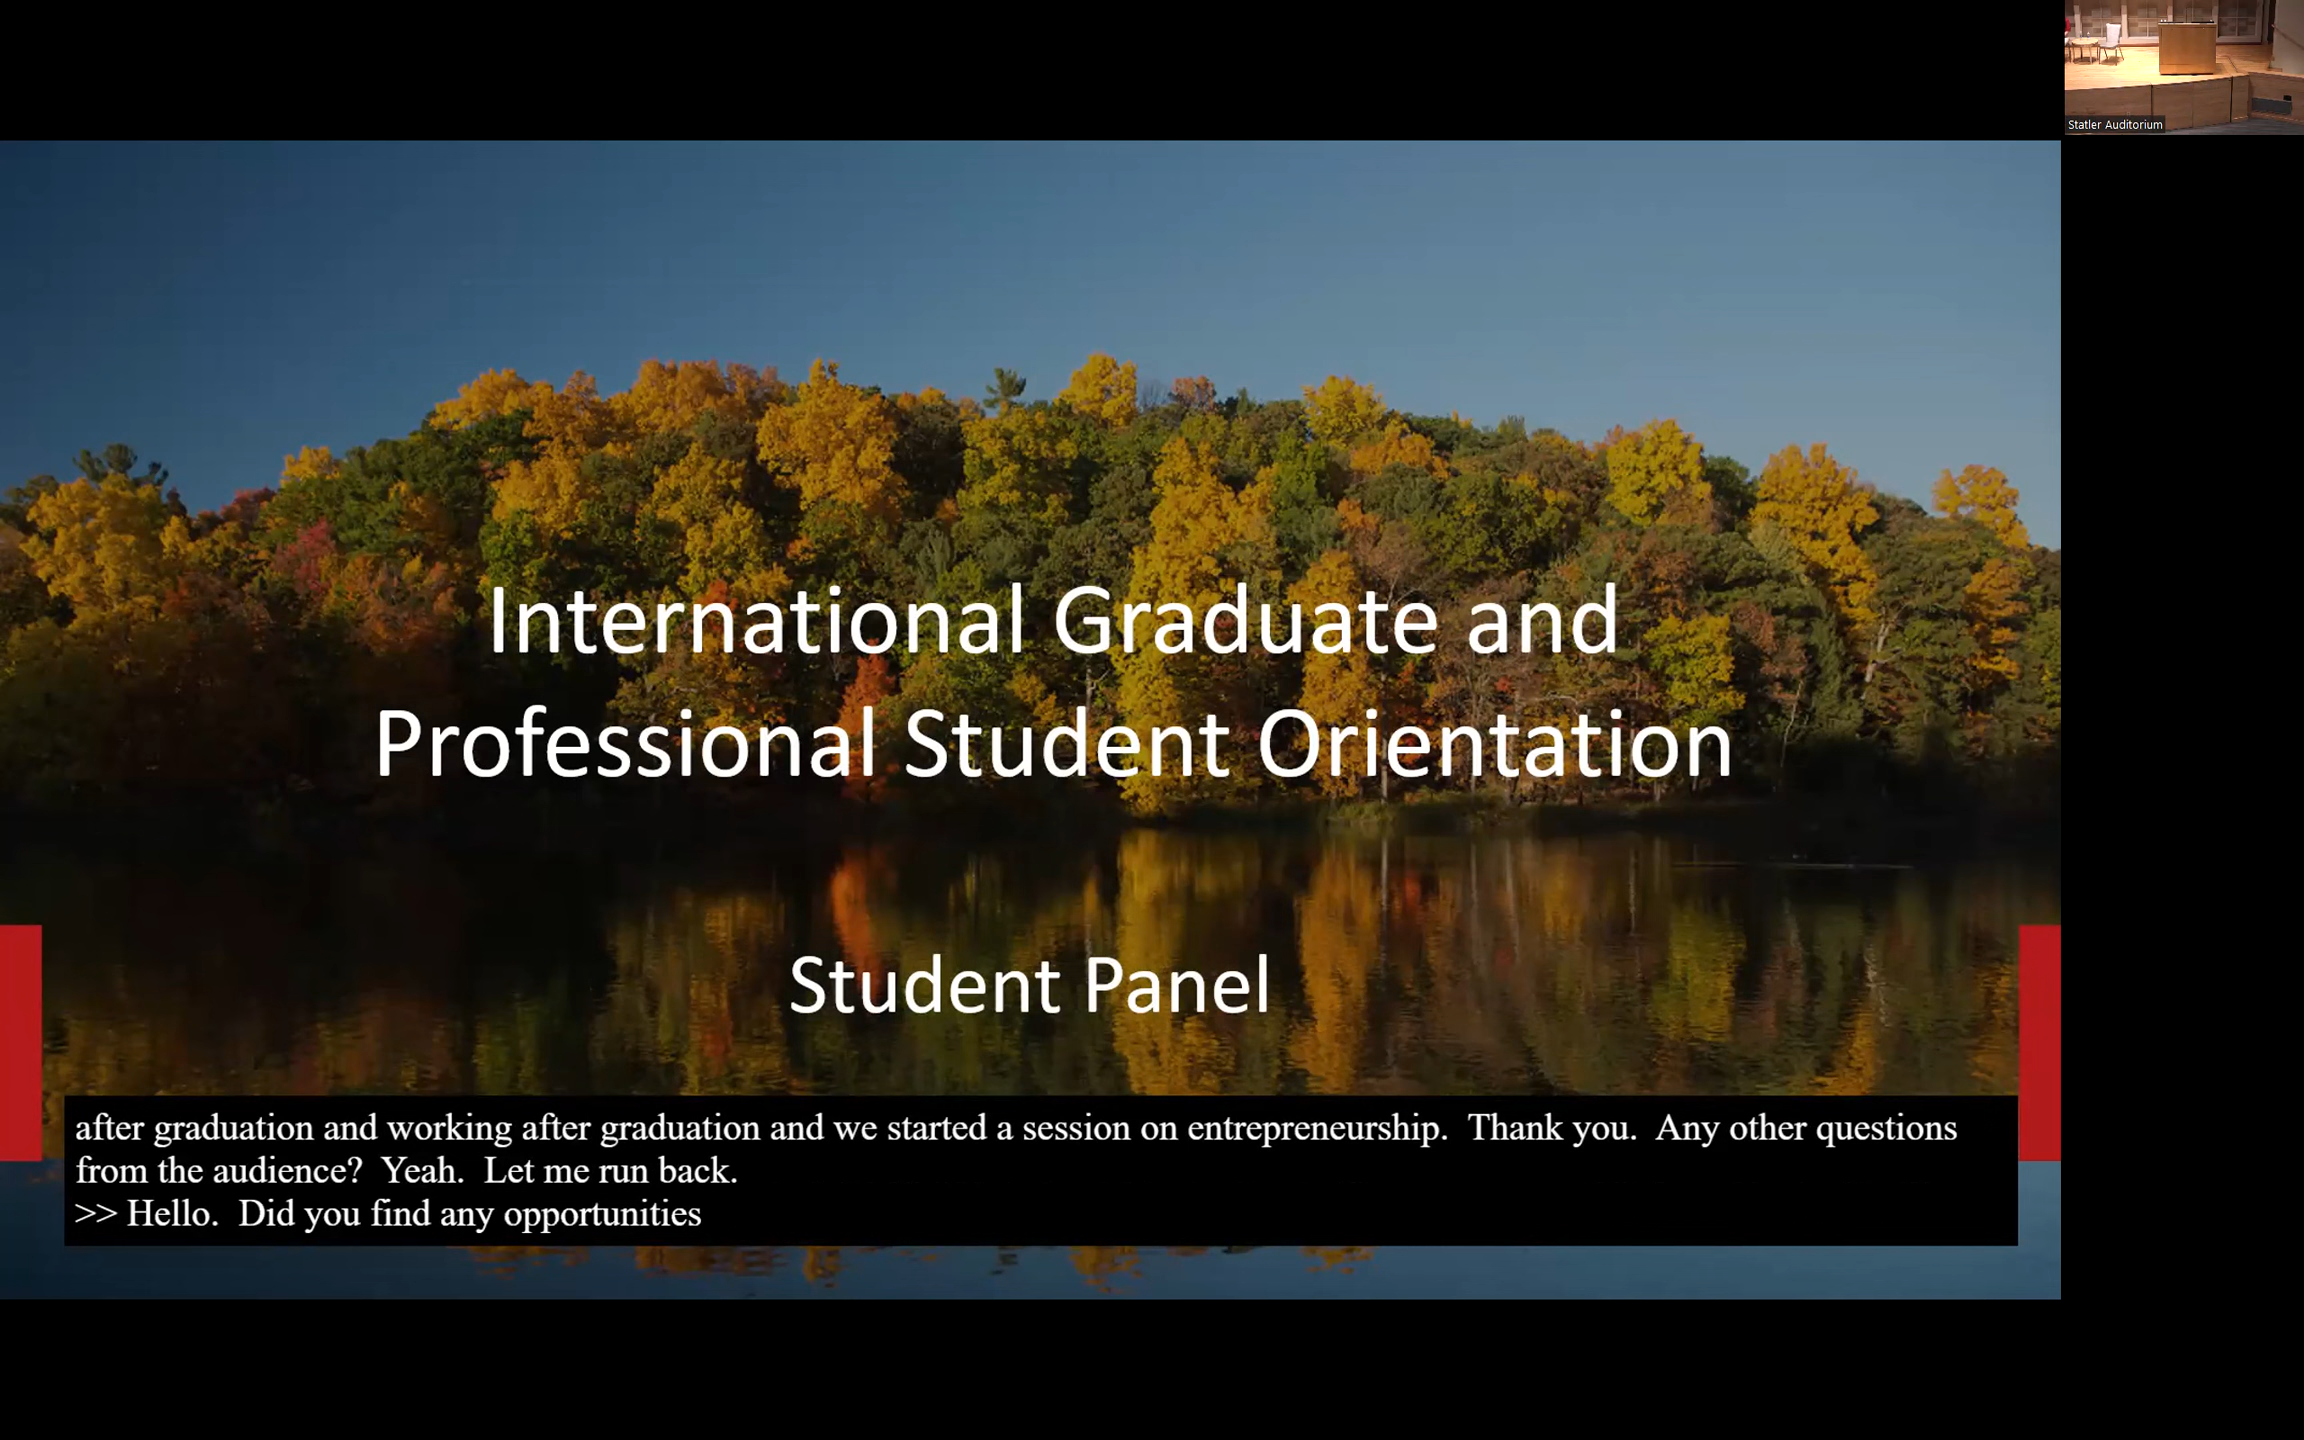 Statler Auditorium
International Graduate and
Professional Student Orientation
Student Panel
after graduation and working after graduation and we started a session on entrepreneurship.  Thank you.  Any other questions
from the audience?  Yeah.  Let me run back.
>> Hello.  Did you find any opportunities